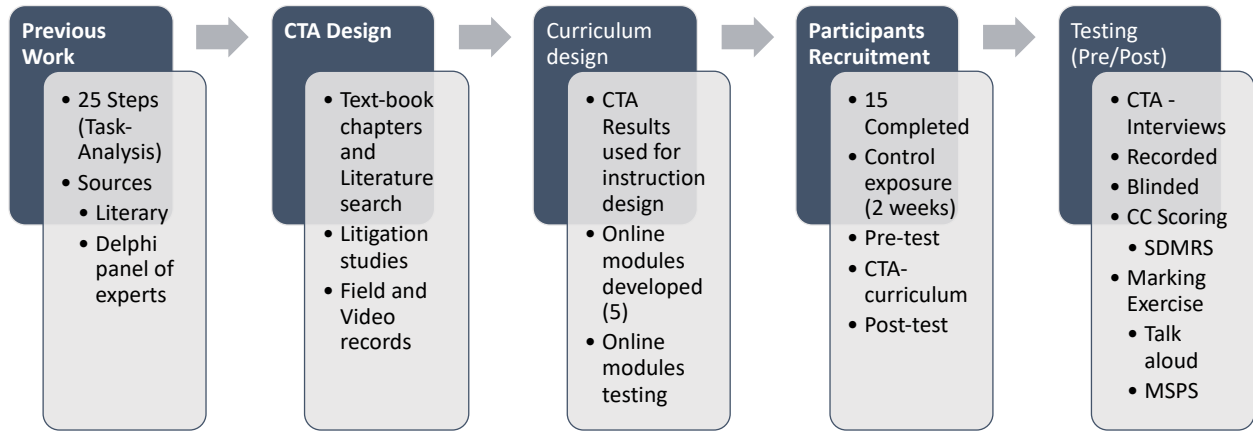 Previous
Work
• 25 Steps
(Task-
Analysis)
• Sources
• Literary
• Delphi
panel of
experts
CTA Design
• Text-book
chapters
and
Literature
search
• Litigation
studies
• Field and
Video
records
Curriculum
design
• CTA
Results
used for
instruction
design
• Online
modules
developed
(5)
• Online
modules
testing
Participants
Recruitment
• 15
Completed
• Control
exposure
(2 weeks)
• Pre-test
• CTA-
curriculum
• Post-test
Testing
(Pre/Post)
• CTA -
Interviews
• Recorded
• Blinded
• CC Scoring
• SDMRS
• Marking
Exercise
• Talk
aloud
• MSPS